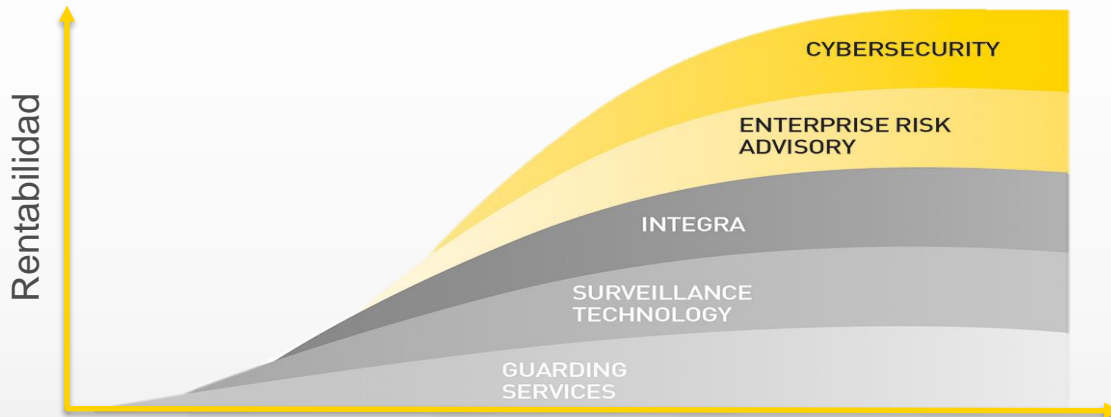 Rentabilidad
CYBERSECURITY
ENTERPRISE RISK
ADVISORY
INTEGRA
SURVEILLANCE
TECHNOLOGY
GUARDING
SERVICES